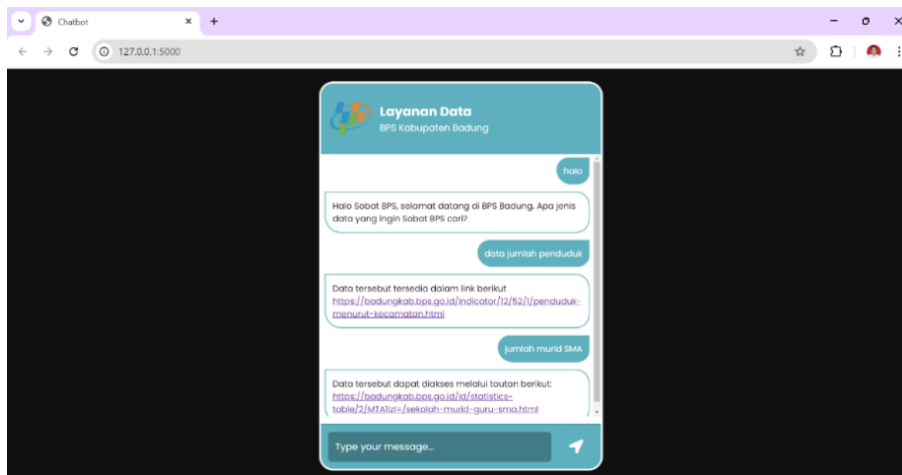 Chatbot
127.0.0.1:5000
Layanan Data
BPS Kabupaten Badung
halo
Halo Sobat BPS, selamat datang di BPS Badung. Apa jenis
data yang ingin Sobat BPS cari?
data jumlah penduduk
Data tersebut tersedia dalam link berikut
https://badungkab.bps.go.id/indicator/12/52/1/penduduk-
menurut-kecamatan.html
jumlah murid SMA
Data tersebut dapat diakses melalui tautan berikut:
https://badungkab.bps.go.id/id/statistics-
/sekolah-murid-guru-sma.html
Type your message...